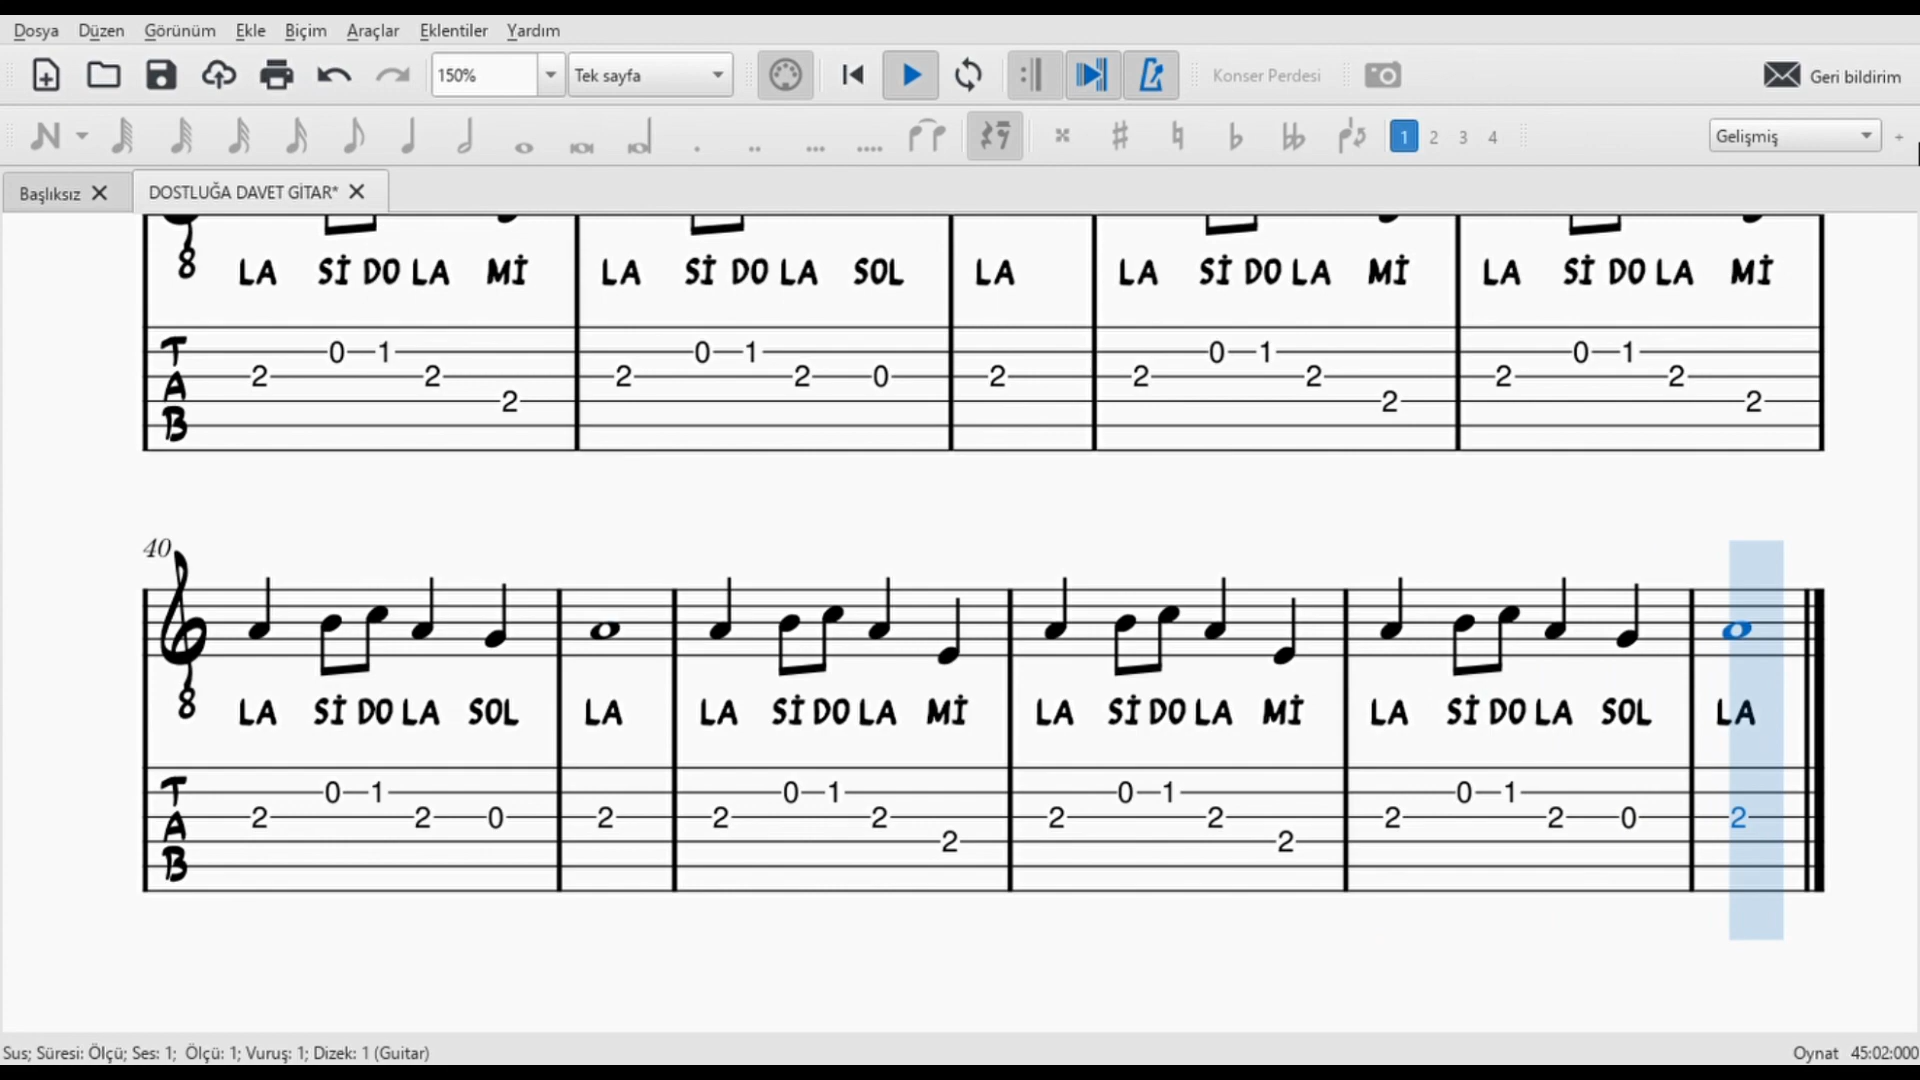 Dosya Düzen Görünüm Ekle Biçim Araçlar Eklentiler Yardım
150% Tek sayfa Konser Perdesi Geri bildirim
1 2 3 4 Gelişmiş
Başlıksız DOSTLUĞA DAVET GİTAR*
8 LA Sİ DO LA Mİ LA Sİ DO LA SOL LA LA Sİ DO LA Mİ LA Sİ DO LA Mİ
TAB 2 0 1 2 2 2 0 1 2 0 2 2 0 1 2 2 2 0 1 2 2
40
8 LA Sİ DO LA SOL LA LA Sİ DO LA Mİ LA Sİ DO LA Mİ LA Sİ DO LA SOL LA
TAB 2 0 1 2 0 2 2 0 1 2 2 2 0 1 2 2 2 0 1 2 0 2
Sus; Süresi: Ölçü; Ses: 1; Ölçü: 1; Vuruş: 1; Dizek: 1 (Guitar) Oynat 45:02:000